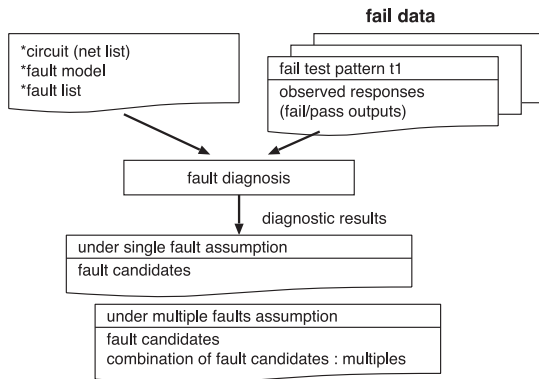 fail data
*circuit (net list)
*fault model
*fault list
fail test pattern t1
observed responses
(fail/pass outputs)
fault diagnosis
diagnostic results
under single fault assumption
fault candidates
under multiple faults assumption
fault candidates
combination of fault candidates : multiples